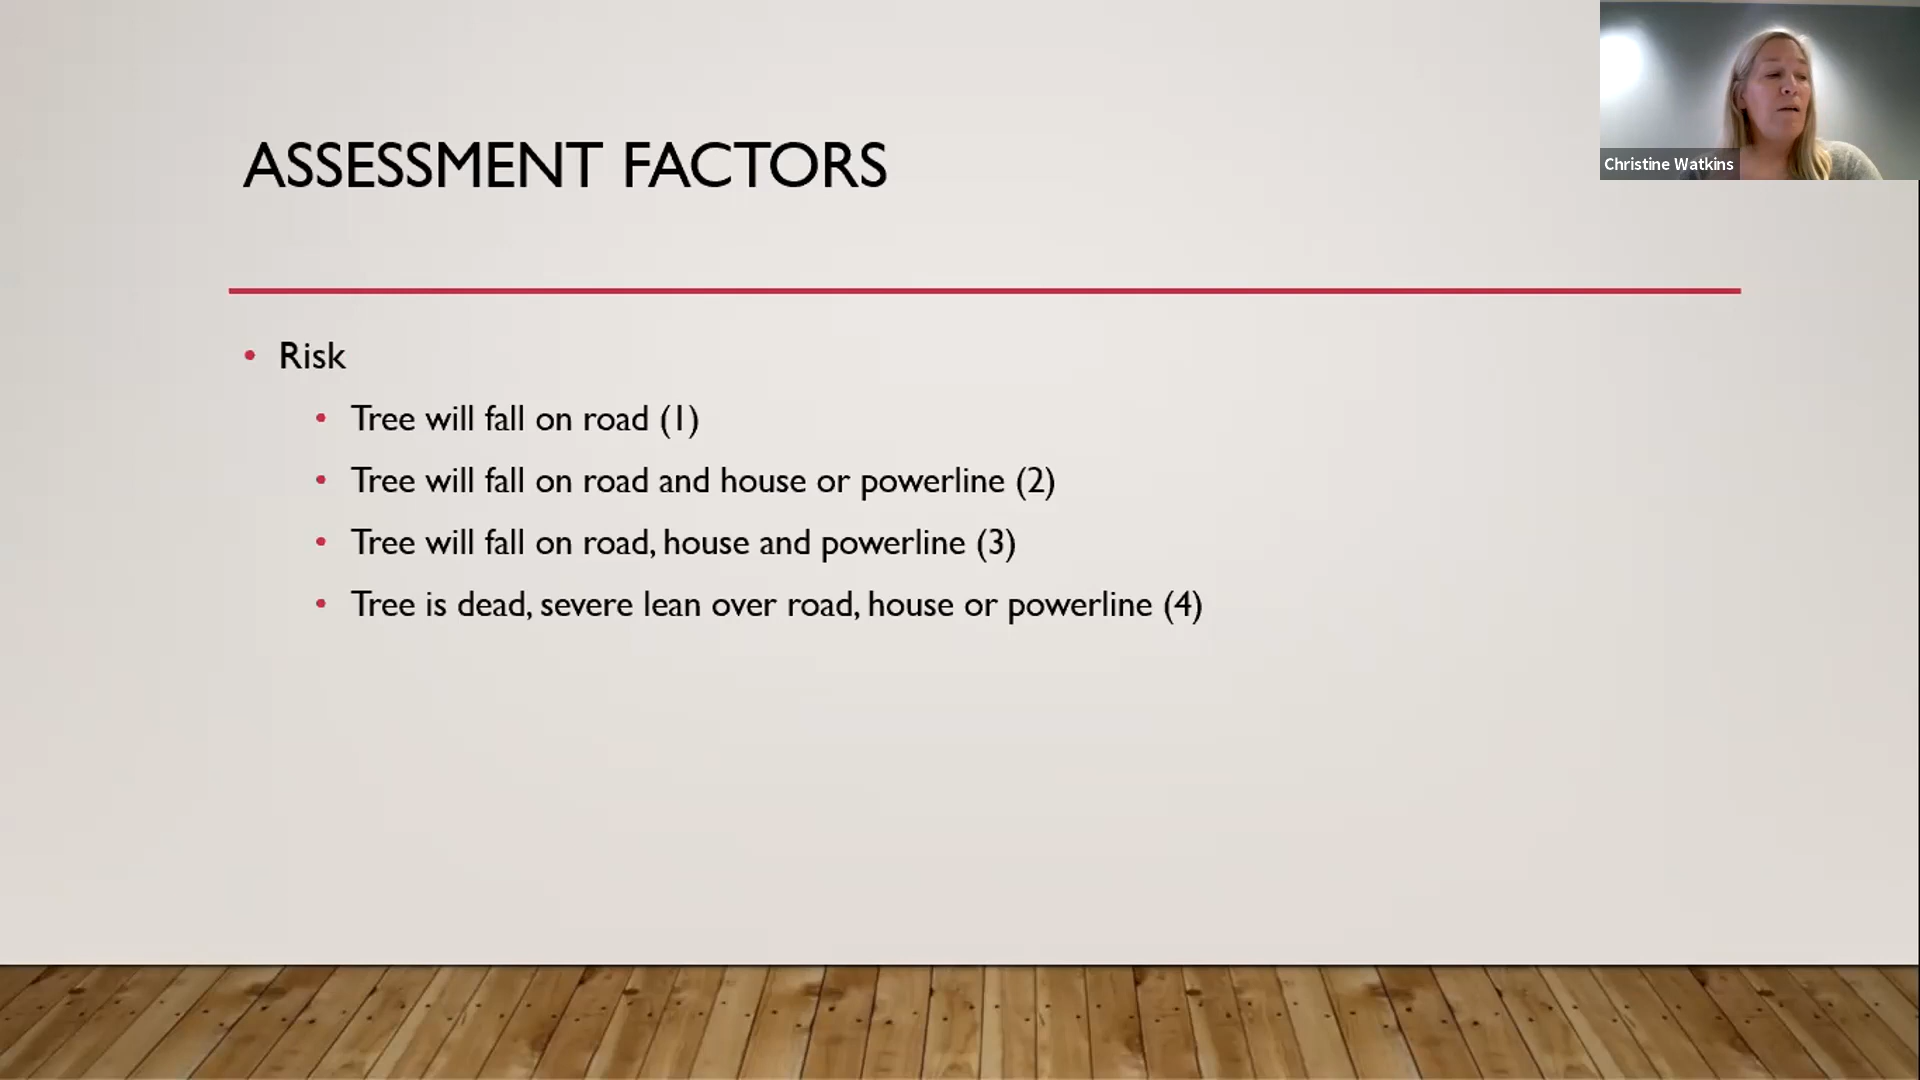 Christine Watkins
ASSESSMENT FACTORS
• Risk
• Tree will fall on road (1)
• Tree will fall on road and house or powerline (2)
• Tree will fall on road, house and powerline (3)
• Tree is dead, severe lean over road, house or powerline (4)